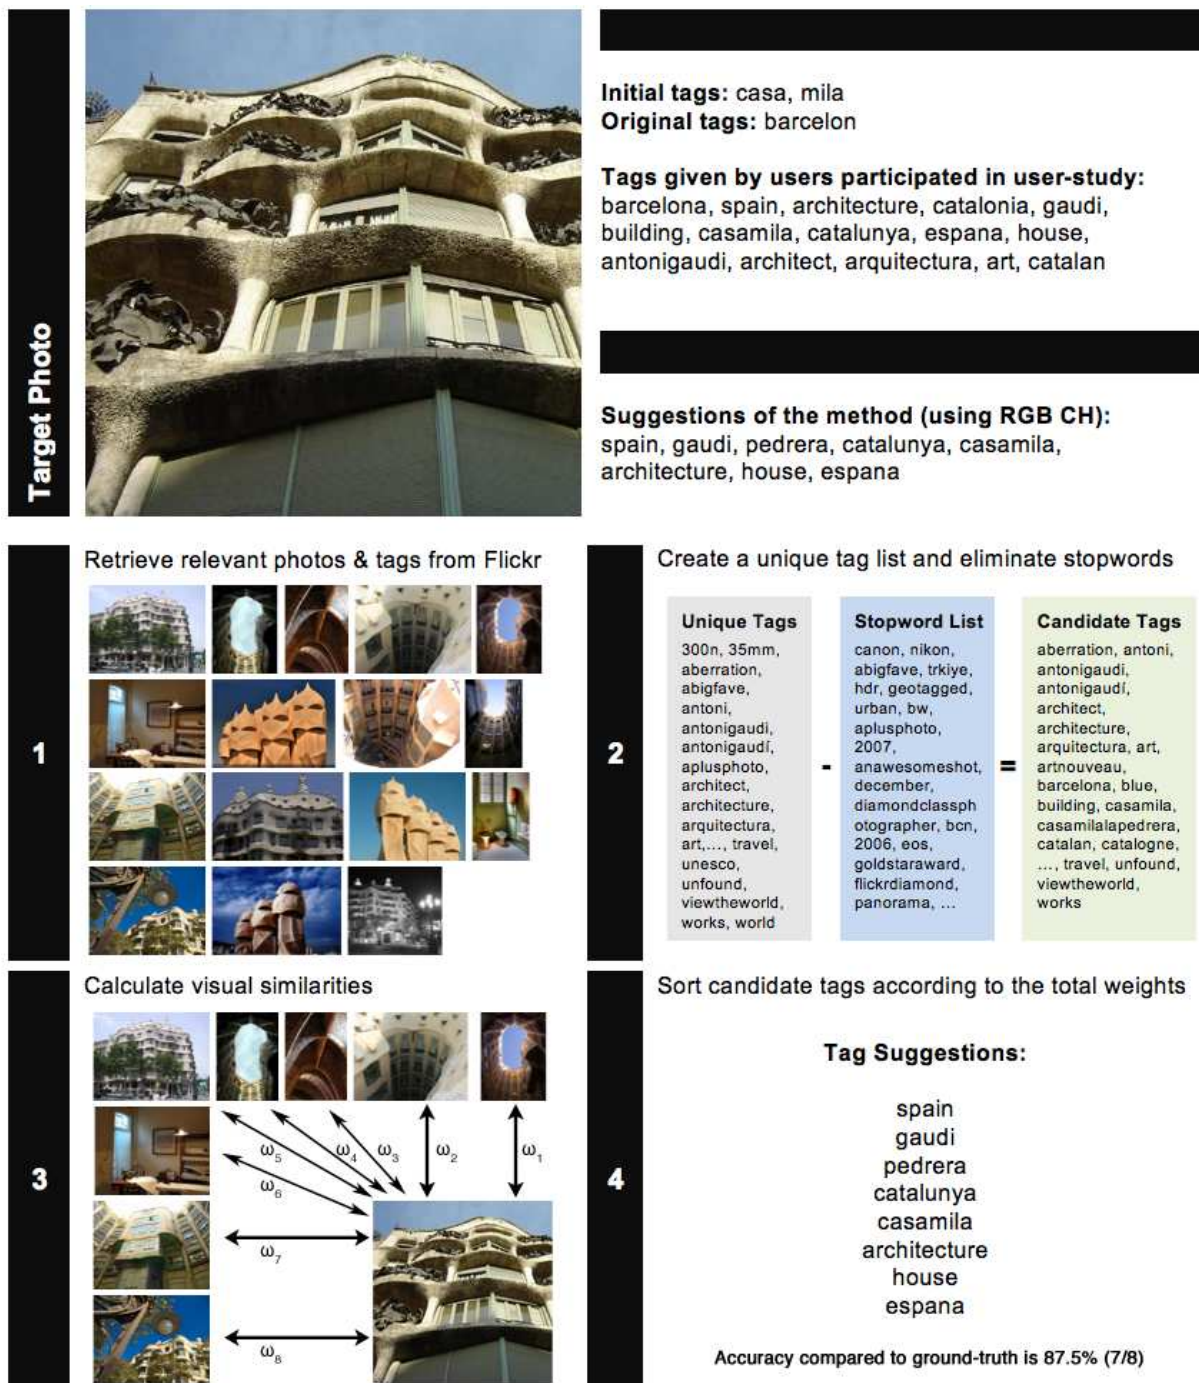 Target Photo
Initial tags: casa, mila
Original tags: barcelon
Tags given by users participated in user-study:
barcelona, spain, architecture, catalonia, gaudi,
building, casamila, catalunya, espana, house,
antonigaudi, architect, arquitectura, art, catalan
Suggestions of the method (using RGB CH):
spain, gaudi, pedrera, catalunya, casamila,
architecture, house, espana
1
Retrieve relevant photos & tags from Flickr
2
Create a unique tag list and eliminate stopwords
Unique Tags
300n, 35mm,
aberration,
abigfave,
antoni,
antonigaudi,
antonigaudí,
aplusphoto,
architect,
architecture,
arquitectura,
art,..., travel,
unesco,
unfound,
viewtheworld,
works, world
-
Stopword List
canon, nikon,
abigfave, trkiye,
hdr, geotagged,
urban, bw,
aplusphoto,
2007,
anawesomeshot,
december,
diamondclassph
otographer, bcn,
2006, eos,
goldstaraward,
flickrdiamond,
panorama, ...
=
Candidate Tags
aberration, antoni,
antonigaudi,
antonigaudí,
architect,
architecture,
arquitectura, art,
artnouveau,
barcelona, blue,
building, casamila,
casamilalapedrera,
catalan, catalogne,
..., travel, unfound,
viewtheworld,
works
3
Calculate visual similarities
ω5 ω4 ω3 ω2 ω1
ω6
ω7
ω8
4
Sort candidate tags according to the total weights
Tag Suggestions:
spain
gaudi
pedrera
catalunya
casamila
architecture
house
espana
Accuracy compared to ground-truth is 87.5% (7/8)